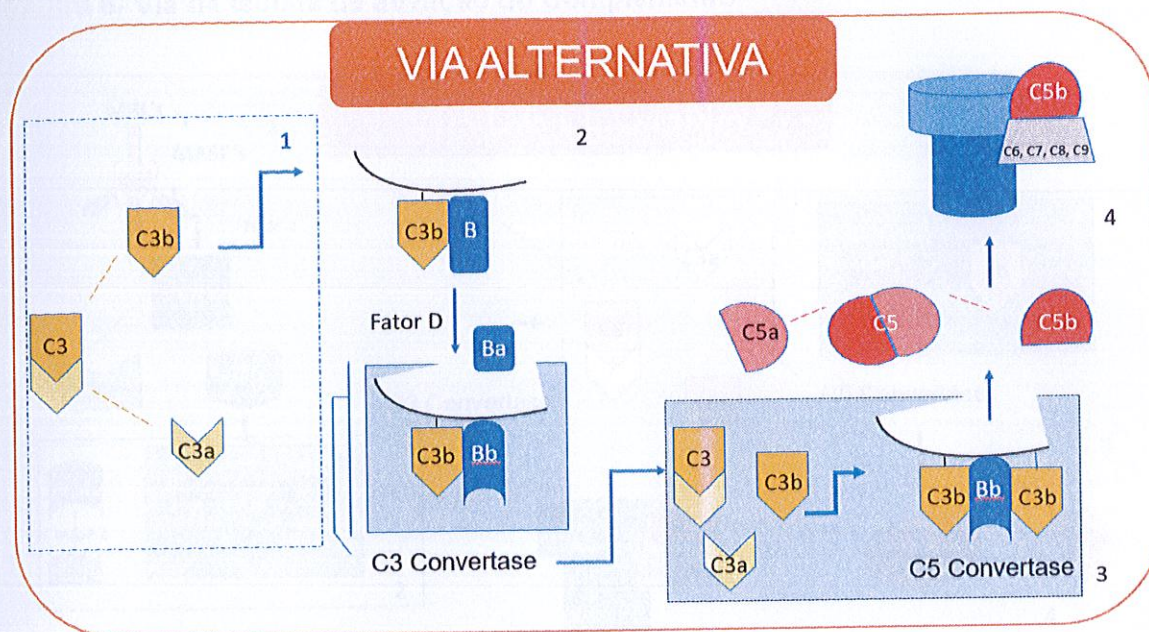 VIA ALTERNATIVA
1
C3b
C3
C3a
2
C3b B
Fator D
Ba
C3b Bb
C3 Convertase
C3
C3b
C3a
C3b Bb C3b
C5 Convertase
3
C5a
C5
C5b
4
C5b
C6, C7, C8, C9